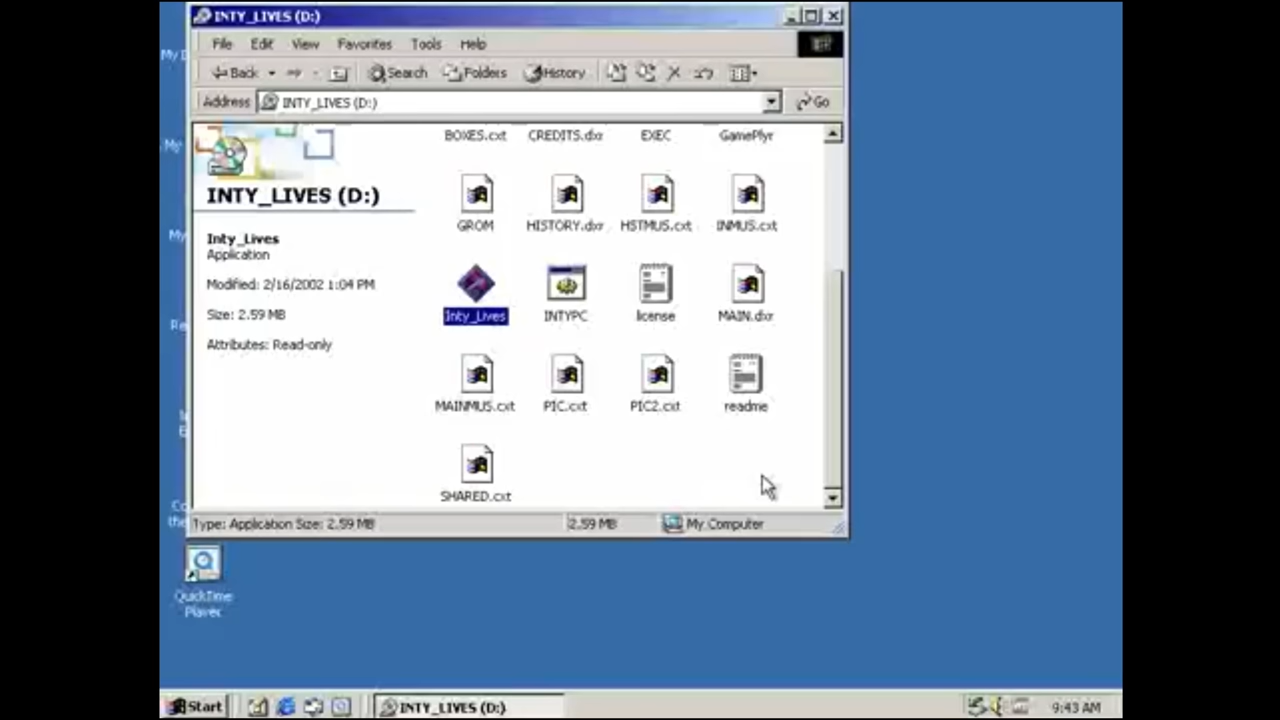 INTY_LIVES (D:)
File Edit View Favorites Tools Help
Back Search Folders History
Address INTY_LIVES (D:) Go
BOXES.cxt CREDITS.dxr EXEC GamePlyr
INTY_LIVES (D:)
GROM HISTORY.dxr HSTMUS.cxt INMUS.cxt
Inty_Lives
Application
Modified: 2/16/2002 1:04 PM
Size: 2.59 MB
Attributes: Read-only
Inty_Lives INTYPC license MAIN.dxr
MAINMUS.cxt PIC.cxt PIC2.cxt readme
SHARED.cxt
Type: Application Size: 2.59 MB 2.59 MB My Computer
My
My
QuickTime
Player
Start INTY_LIVES (D:) 9:43 AM